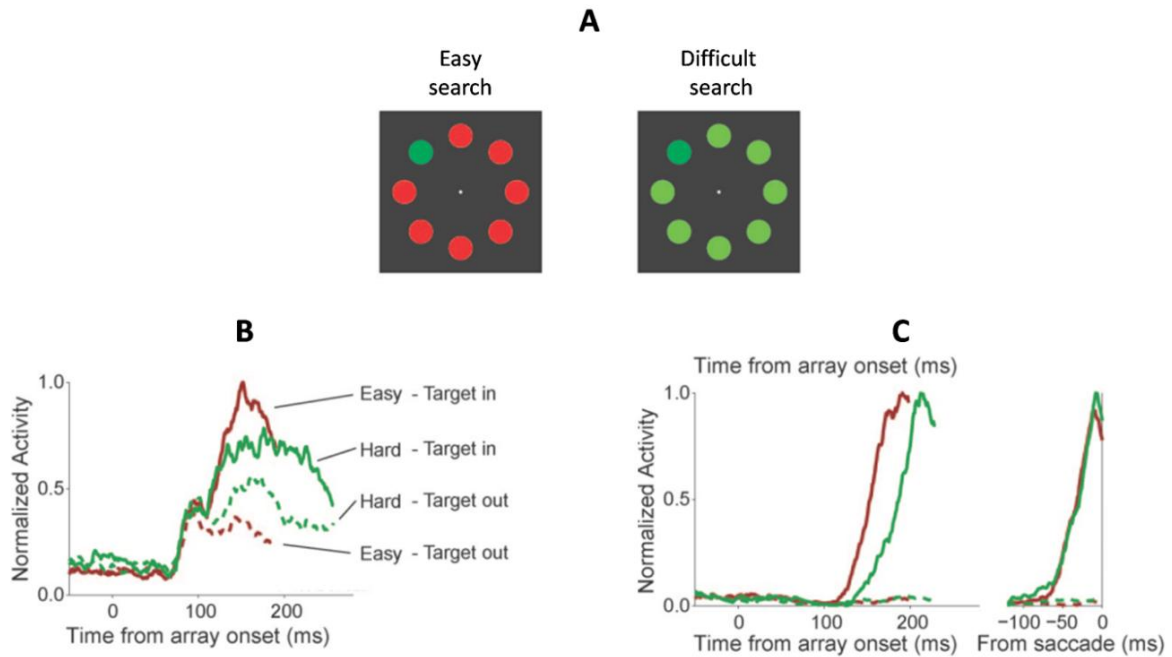 A
Easy
search
Difficult
search
B
Normalized Activity
1.0
0.5
0.0
0
100
200
Time from array onset (ms)
Easy - Target in
Hard - Target in
Hard - Target out
Easy - Target out
C
Time from array onset (ms)
Normalized Activity
1.0
0.5
0.0
0
100
200
Time from array onset (ms)
−100
−50
0
From saccade (ms)